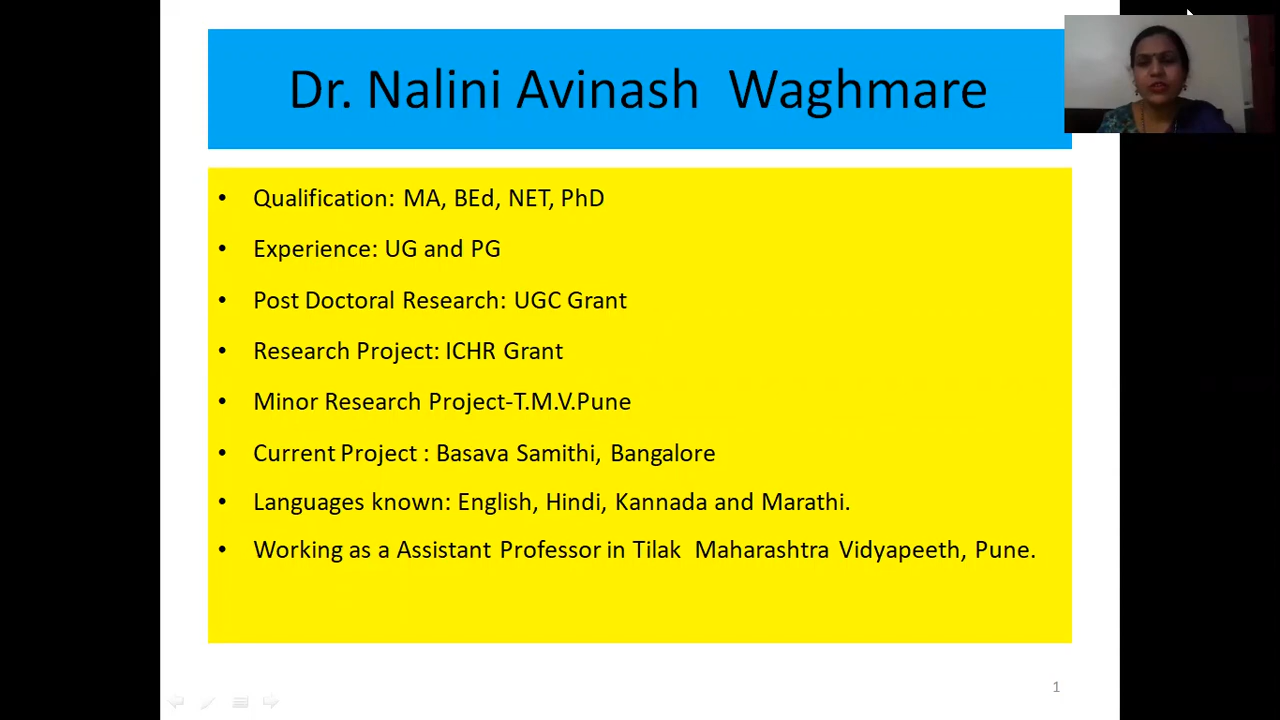 Dr. Nalini Avinash Waghmare
• Qualification: MA, BEd, NET, PhD
• Experience: UG and PG
• Post Doctoral Research: UGC Grant
• Research Project: ICHR Grant
• Minor Research Project-T.M.V.Pune
• Current Project : Basava Samithi, Bangalore
• Languages known: English, Hindi, Kannada and Marathi.
• Working as a Assistant Professor in Tilak Maharashtra Vidyapeeth, Pune.
1